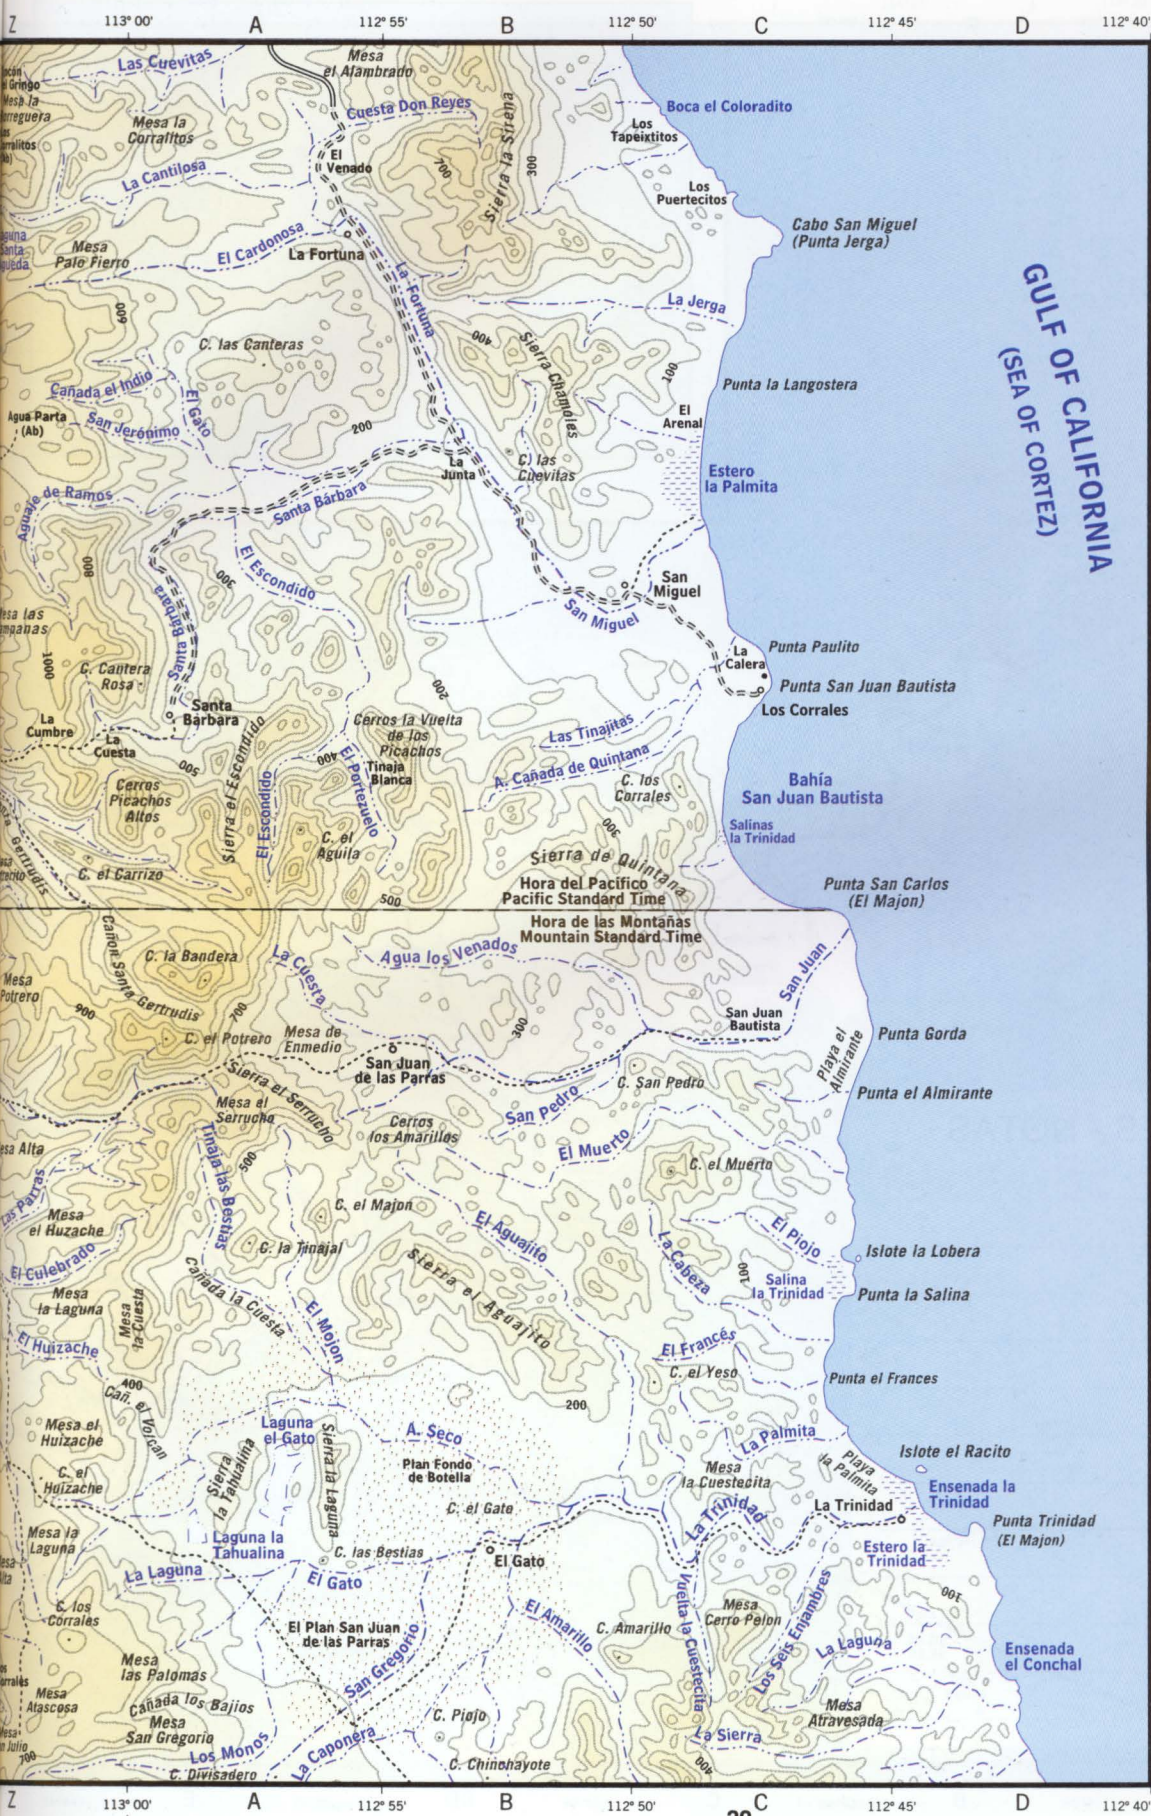 Z
113° 00'
A
112° 55'
B
112° 50'
C
112° 45'
D
112° 40'
Las Cuevitas
Mesa
el Alambrado
el Gringo
Mesa la
Mesa la
Corralitos
Cuesta Don Reyes
Boca el Coloradito
Los
Tapeixtitos
El
Venado
700
Sierra la Sirena
300
La Cantilosa
Los
Puertecitos
Cabo San Miguel
(Punta Jerga)
Mesa
Palo Fierro
El Cardonosa
La Fortuna
La Fortuna
GULF OF CALIFORNIA
(SEA OF CORTEZ)
600
La Jerga
C. las Canteras
400
Sierra Chamoles
100
Punta la Langostera
Cañada el Indio
El Gato
Agua Parta
(Ab)
San Jerónimo
200
El
Arenal
La
Junta
C. las
Cuevitas
Estero
la Palmita
Aguaje de Ramos
Santa Bárbara
800
300
El Escondido
Santa Bárbara
San
Miguel
San Miguel
1000
C. Cantera
Rosa
La
Calera
Punta Paulito
Punta San Juan Bautista
Los Corrales
200
Santa
Bárbara
La
Cumbre
La
Cuesta
Cerros la Vuelta
de los
Picachos
Las Tinajitas
500
Sierra el Escondido
400
El Portezuelo
Tinaja
Blanca
A. Cañada de Quintana
Cerros
Picachos
Altos
El Escondido
C. los
Corrales
Bahía
San Juan Bautista
C. el
Aguila
300
Salinas
la Trinidad
Gertrudis
C. el Carrizo
Sierra de Quintana
500
Hora del Pacífico
Pacific Standard Time
Punta San Carlos
(El Majon)
Hora de las Montañas
Mountain Standard Time
Cañon Santa Gertrudis
C. la Bandera
La Cuesta
Agua los Venados
San Juan
Mesa
Potrero
900
700
C. el Potrero
Mesa de
Enmedio
300
San Juan
Bautista
Playa el
Almirante
Punta Gorda
San Juan
de las Parras
Sierra el Serrucho
Mesa el
Serrucho
C. San Pedro
Punta el Almirante
San Pedro
Cerros
los Amarillos
El Muerto
Tinaja las Bestias
500
C. el Muerto
Las Parras
Mesa
el Huzache
C. el Majon
El Aguajito
El Piojo
Islote la Lobera
C. la Tinajal
La Cabeza
El Culebrado
Sierra el Aguajito
100
Salina
la Trinidad
Punta la Salina
Mesa
la Laguna
Mesa
la Cuesta
Cañada la Cuesta
El Mojon
El Huizache
El Francés
C. el Yeso
Punta el Frances
400
Cañ. el Volcan
200
Mesa el
Huizache
Laguna
el Gato
A. Seco
La Palmita
Sierra
la Tahualina
Sierra la Laguna
Plan Fondo
de Botella
Mesa
la Cuestecita
Playa
la Palmita
Islote el Racito
C. el
Huizache
C. el Gato
La Trinidad
La Trinidad
Ensenada la
Trinidad
Punta Trinidad
(El Majon)
Mesa la
Laguna
Laguna la
Tahualina
C. las Bestias
El Gato
Estero la
Trinidad
La Laguna
El Gato
100
C. los
Corrales
El Plan San Juan
de las Parras
San Gregorio
El Amarillo
C. Amarillo
Vuelta la Cuestecita
Mesa
Cerro Pelon
Los Seis Enjambres
La Laguna
Ensenada
el Conchal
Mesa
las Palomas
Mesa
Atascosa
Cañada los Bajios
Mesa
San Gregorio
C. Piojo
Mesa
Atravesada
700
Los Monos
La Caponera
La Sierra
C. Divisadero
C. Chinchayote
400
Z
113° 00'
A
112° 55'
B
112° 50'
C
112° 45'
D
112° 40'